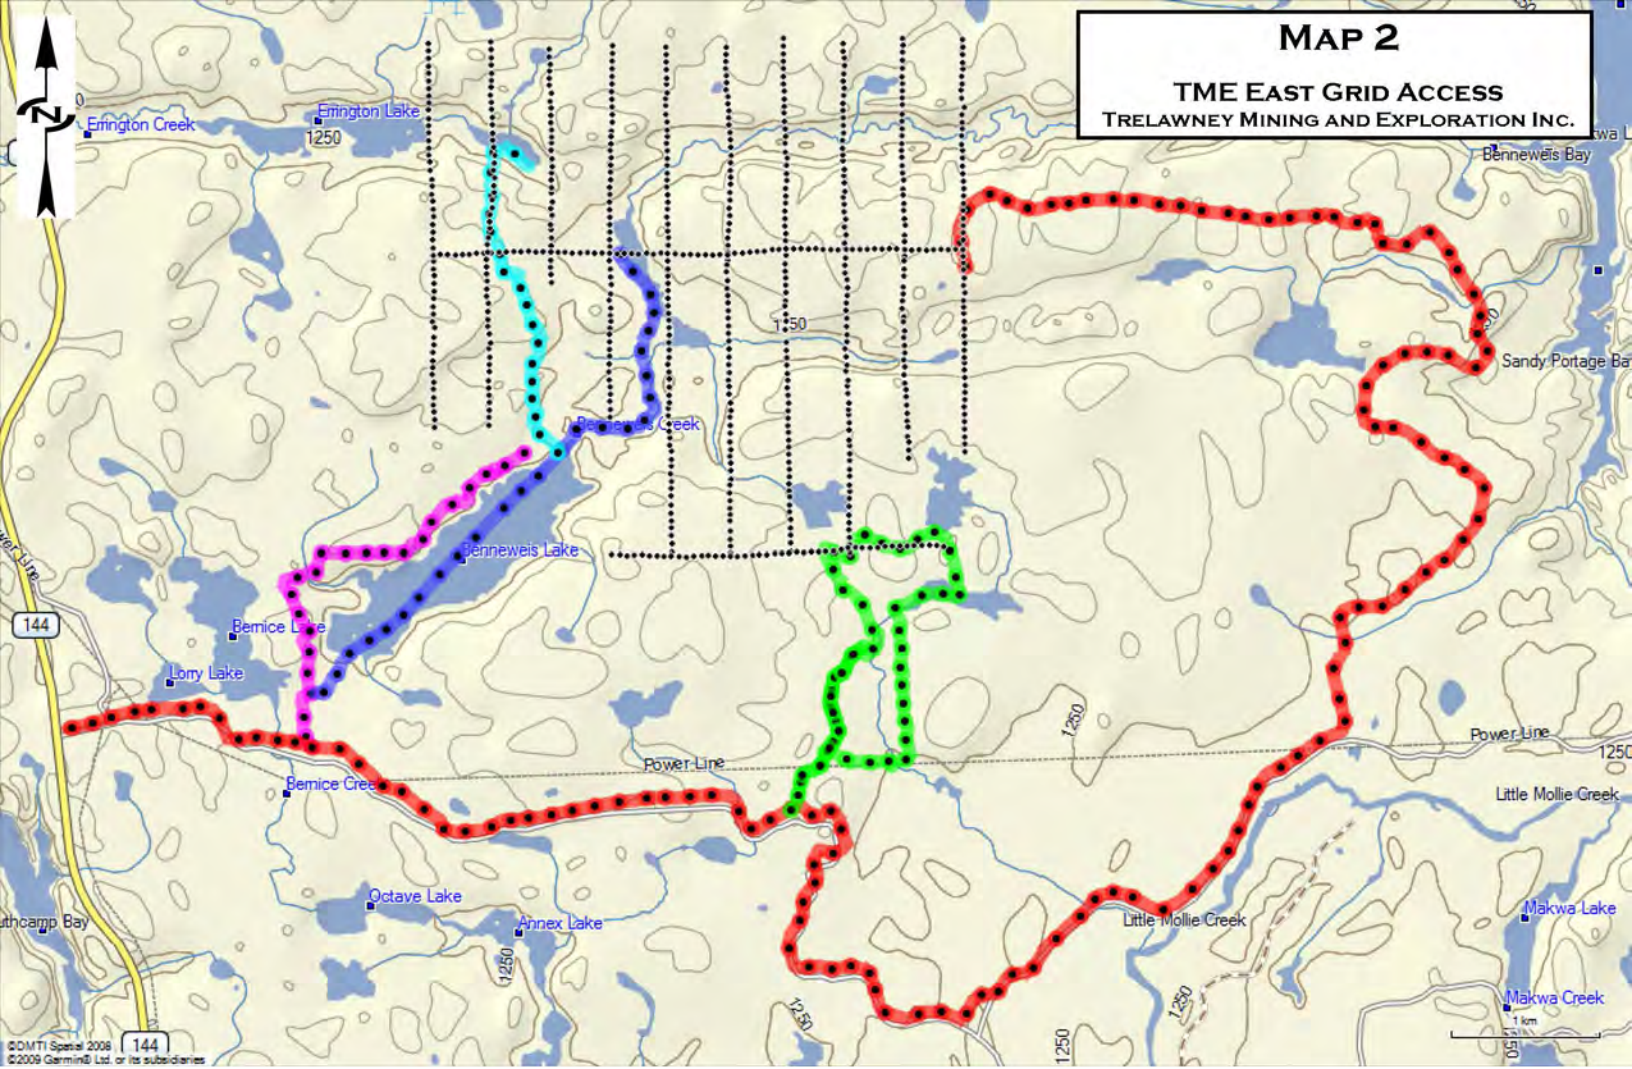 MAP 2
TME EAST GRID ACCESS
TRELAWNEY MINING AND EXPLORATION INC.
N
Errington Creek
Errington Lake
1250
Benneweis Bay
1250
Sandy Portage Ba
Benneweis Creek
Benneweis Lake
144
Bernice Lake
Lorry Lake
1250
Power Line
Power Line
1250
Bernice Creek
Little Mollie Creek
Octave Lake
Annex Lake
Little Mollie Creek
Makwa Lake
uthcamp Bay
1250
1250
1250
Makwa Creek
1 km
1250
144
©DMTI Spatial 2008
©2009 Garmin® Ltd. or its subsidiaries